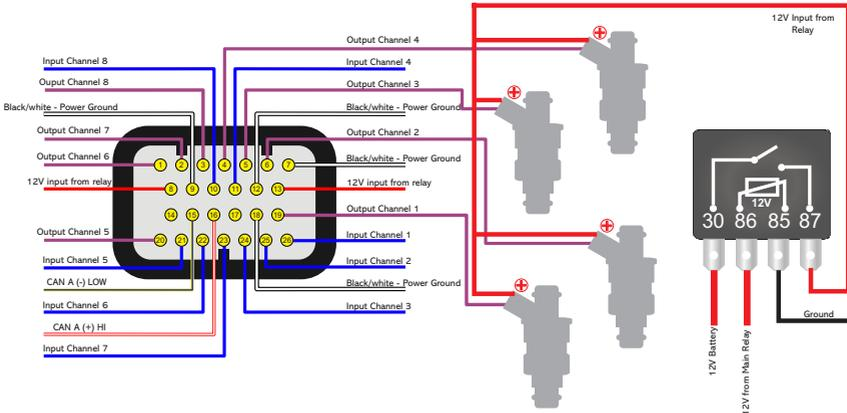 12V Input from
Relay
Output Channel 4
Input Channel 8
Input Channel 4
Ouput Channel 8
Output Channel 3
Black/white - Power Ground
Black/white - Power Ground
Output Channel 7
Output Channel 2
Output Channel 6
Black/white - Power Ground
12V input from relay
12V input from relay
Output Channel 1
Output Channel 5
Input Channel 1
Input Channel 5
Input Channel 2
CAN A (-) LOW
Black/white - Power Ground
Input Channel 6
Input Channel 3
CAN A (+) HI
Input Channel 7
1 2 3 4 5 6 7
8 9 10 11 12 13
14 15 16 17 18 19
20 21 22 23 24 25 26
12V
30 86 85 87
Ground
12V Battery
12V from Main Relay